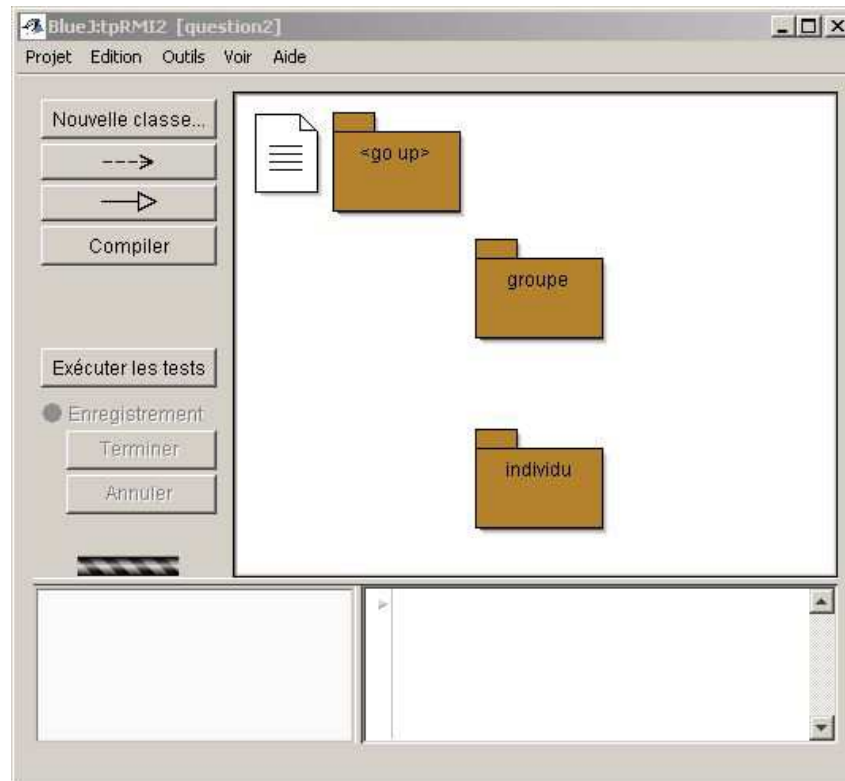 BlueJ:tpRMI2 [question2]
Projet Edition Outils Voir Aide
Nouvelle classe...
Compiler
Exécuter les tests
Enregistrement
Terminer
Annuler
<go up>
groupe
individu